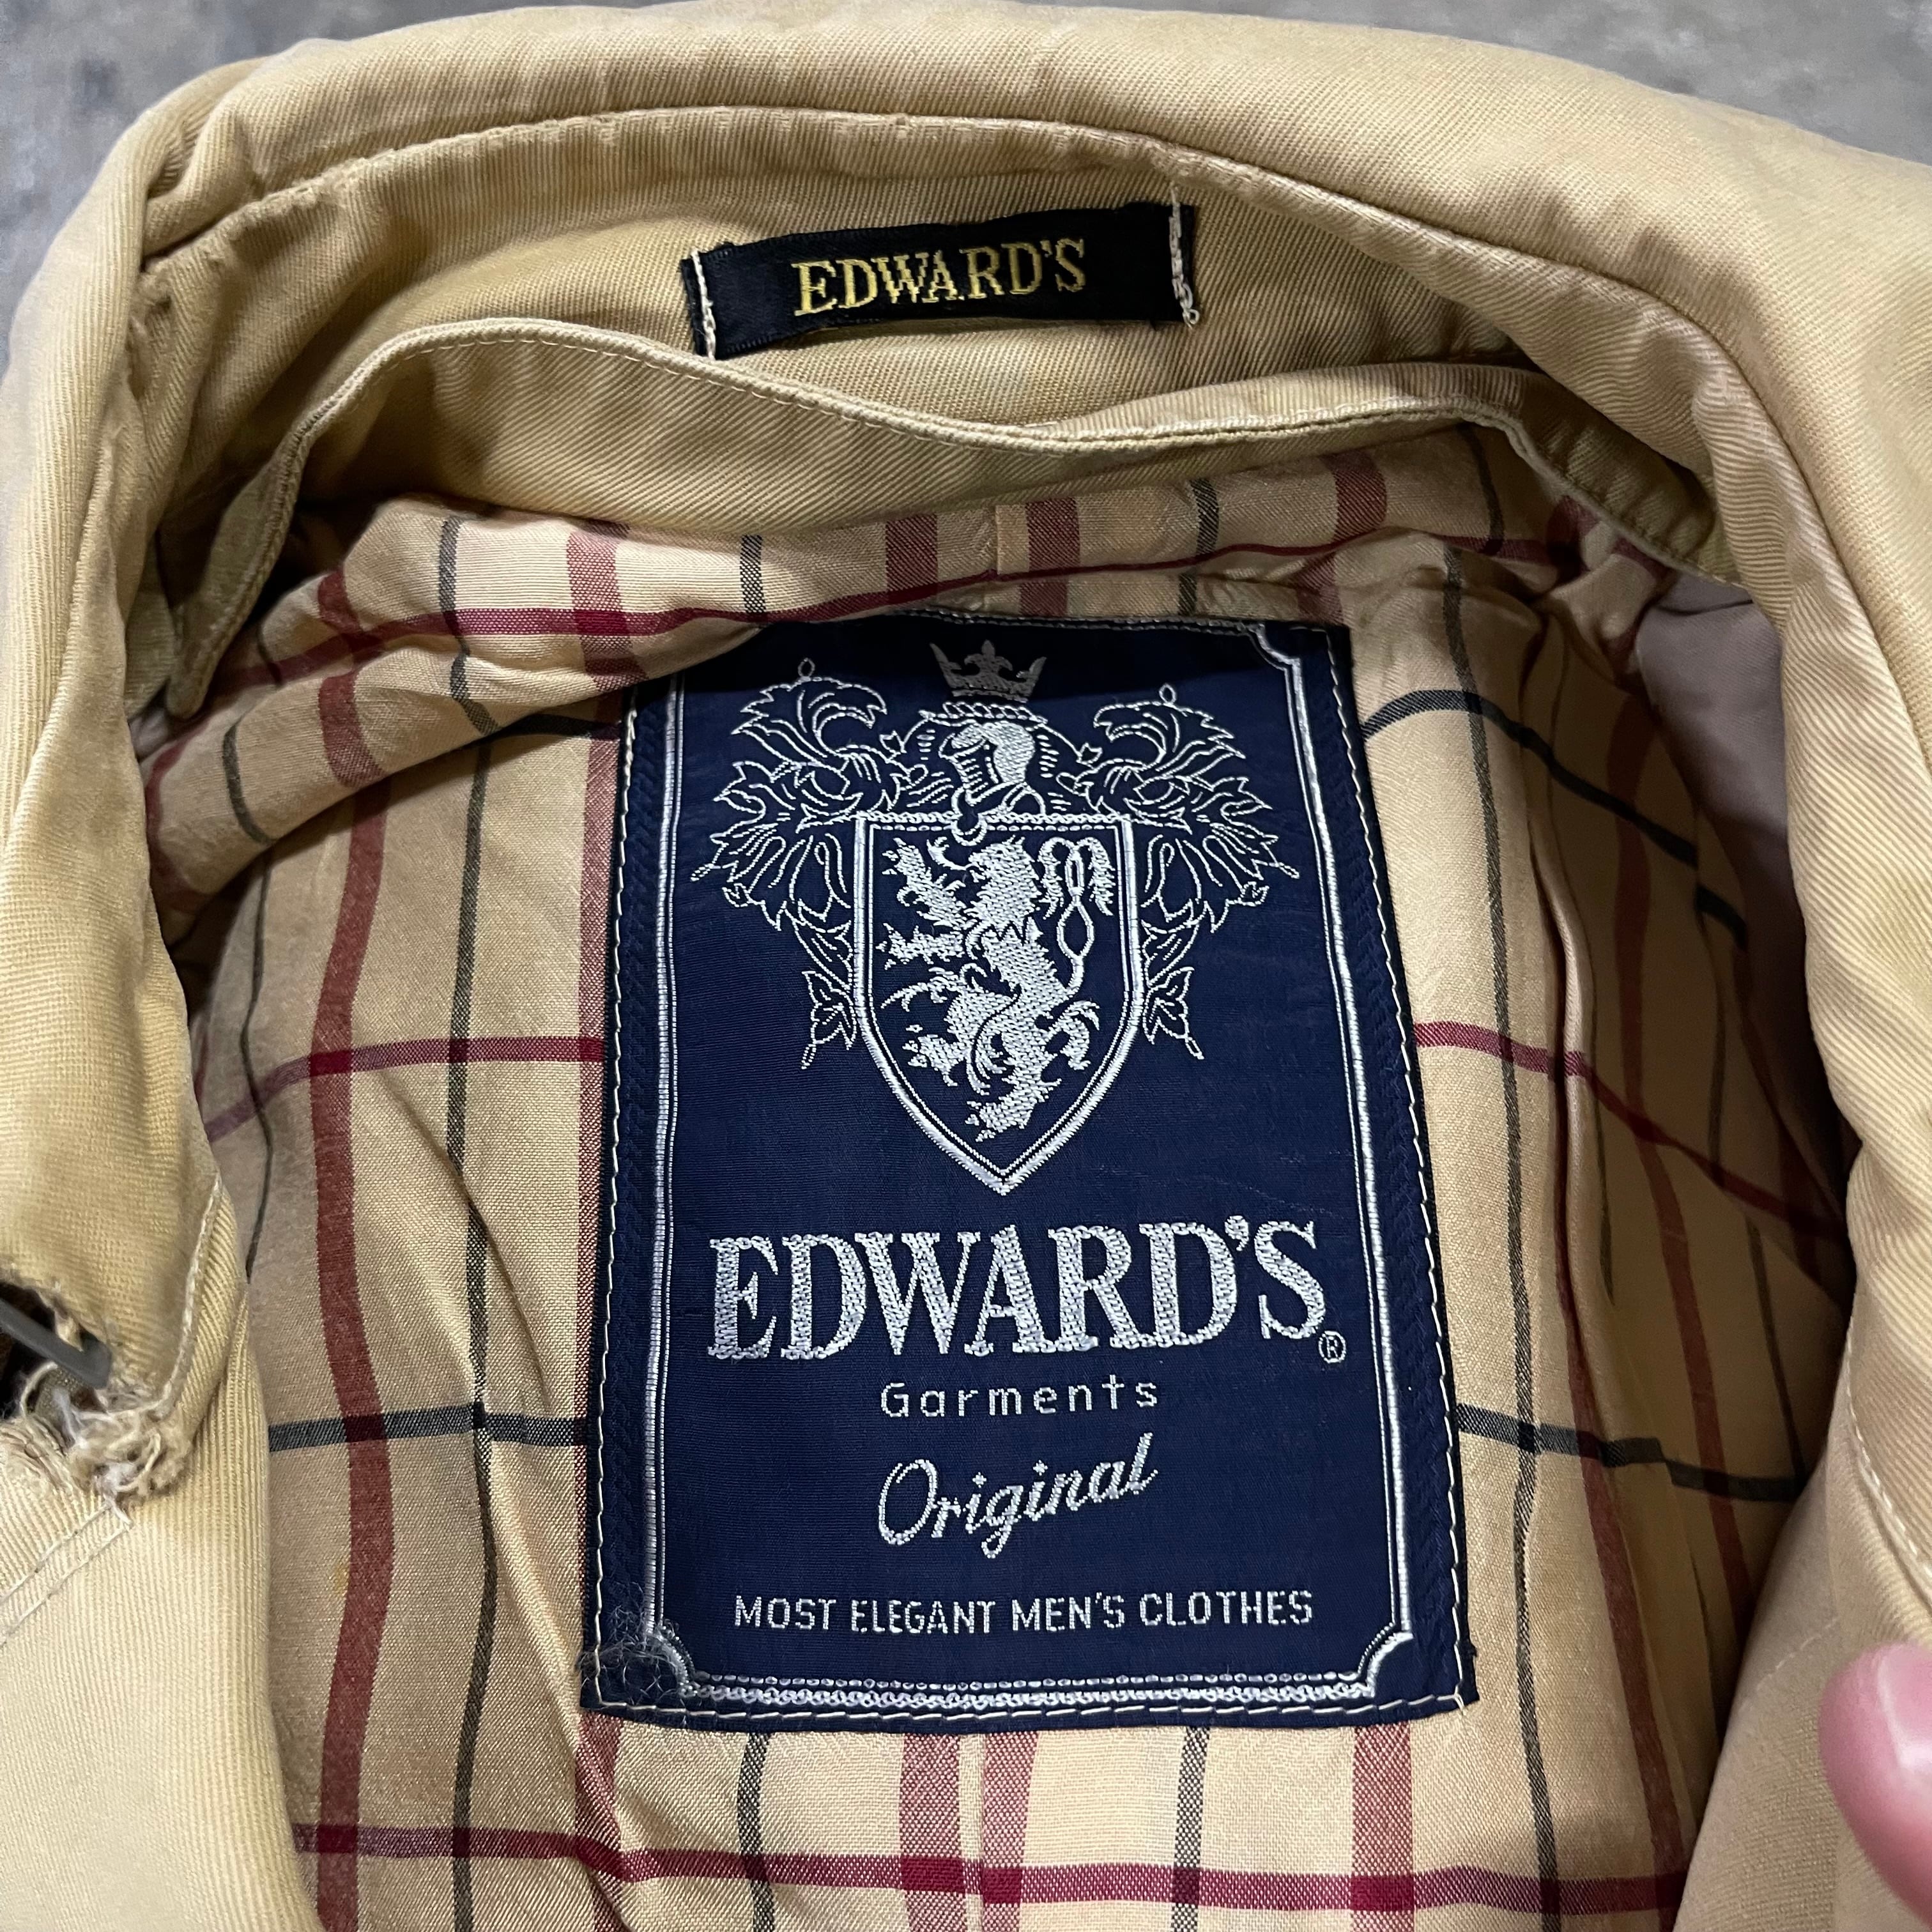 EDWARD'S
EDWARD'S®
Garments
Original
MOST ELEGANT MEN'S CLOTHES